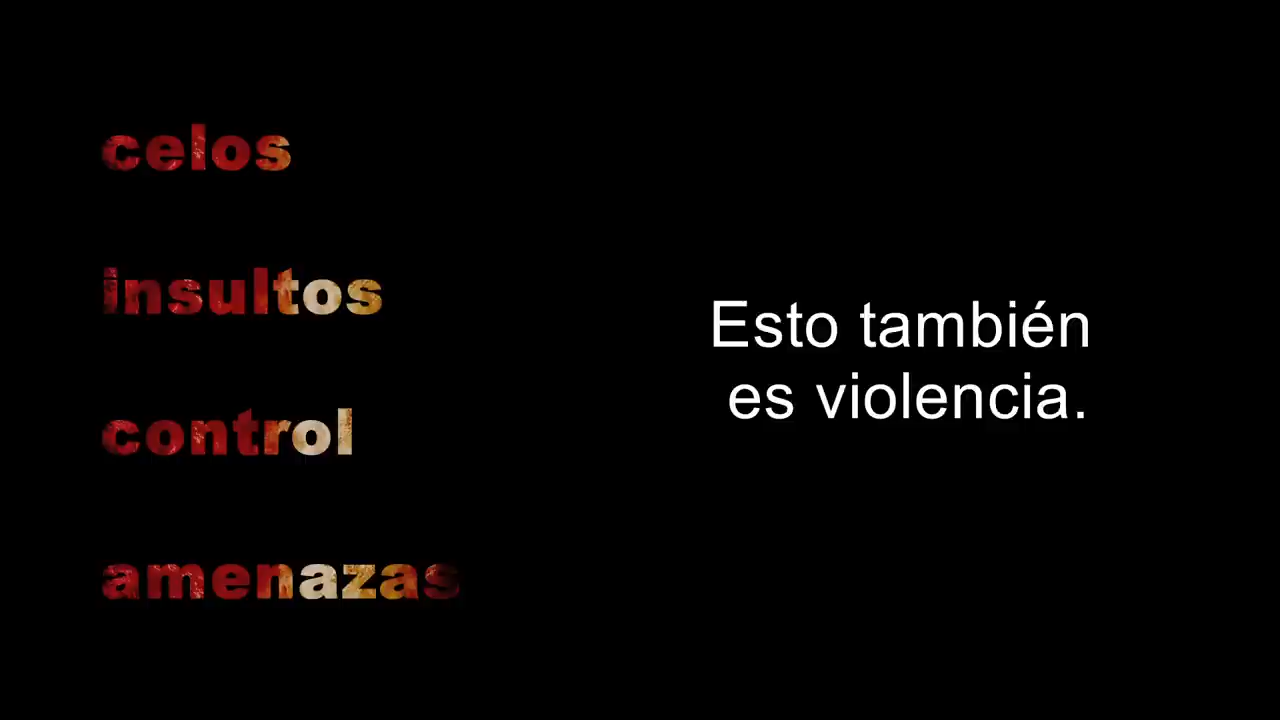 celos
insultos
control
amenazas
Esto también
es violencia.